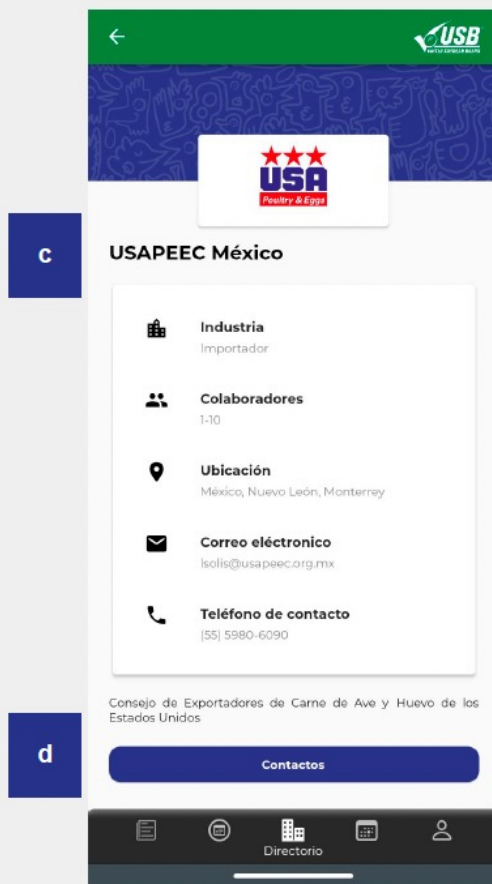 USB
USA
Poultry & Eggs
c
USAPEEC México
Industria
Importador
Colaboradores
1-10
Ubicación
México, Nuevo León, Monterrey
Correo eléctronico
lsolis@usapeec.org.mx
Teléfono de contacto
(55) 5980-6090
Consejo de Exportadores de Carne de Ave y Huevo de los
Estados Unidos
d
Contactos
Directorio